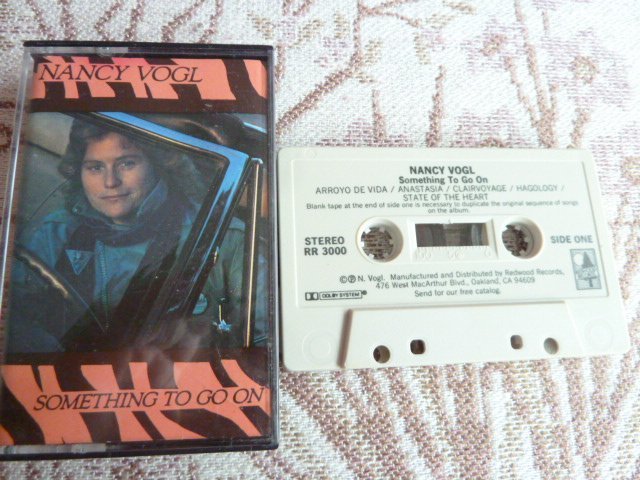 NANCY VOGL
SOMETHING TO GO ON
NANCY VOGL
Something To Go On
ARROYO DE VIDA / ANASTASIA / CLAIRVOYAGE / HAGOLOGY /
STATE OF THE HEART
Blank tape at the end of side one is necessary to duplicate the original sequence of songs
on the album.
STEREO
RR 3000
SIDE ONE
©℗ N. Vogl. Manufactured and Distributed by Redwood Records,
476 West MacArthur Blvd., Oakland, CA 94609
Send for our free catalog.
DOLBY SYSTEM